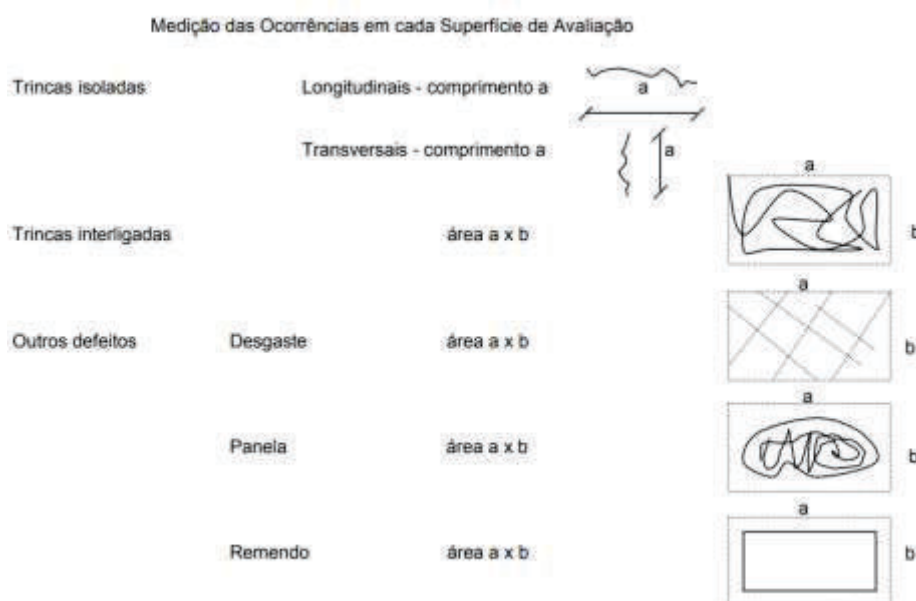 Medição das Ocorrências em cada Superfície de Avaliação
Trincas isoladas Longitudinais - comprimento a a
Transversais - comprimento a a
a
Trincas interligadas área a x b b
a
Outros defeitos Desgaste área a x b b
a
Panela área a x b b
a
Remendo área a x b b